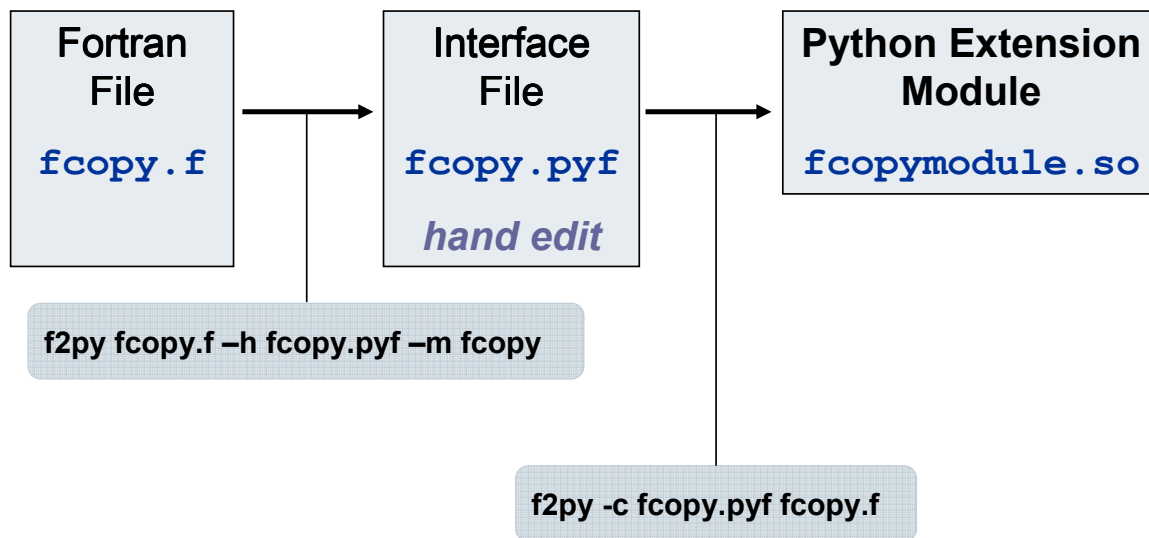 Fortran
File
fcopy.f
Interface
File
fcopy.pyf
hand edit
Python Extension
Module
fcopymodule.so
f2py fcopy.f –h fcopy.pyf –m fcopy
f2py -c fcopy.pyf fcopy.f